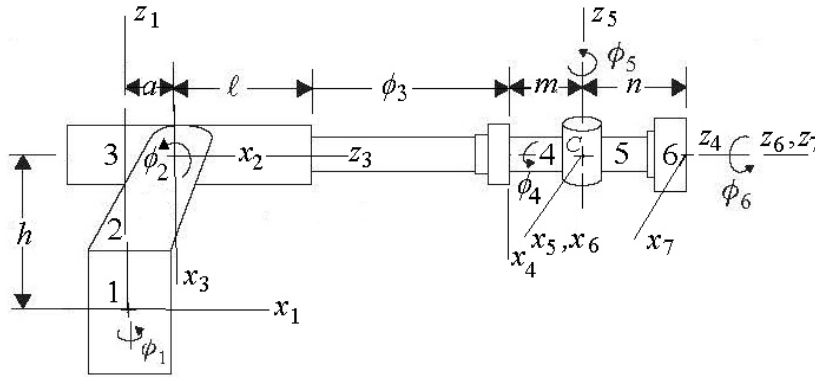 z₁
z₅
ϕ₅
a ℓ ϕ₃ m n
3 ϕ₂ x₂ z₃ 4 C 5 6 z₄ z₆,z₇
ϕ₄ ϕ₆
h 2
x₅,x₆ x₇
x₄
x₃
1 x₁
ϕ₁